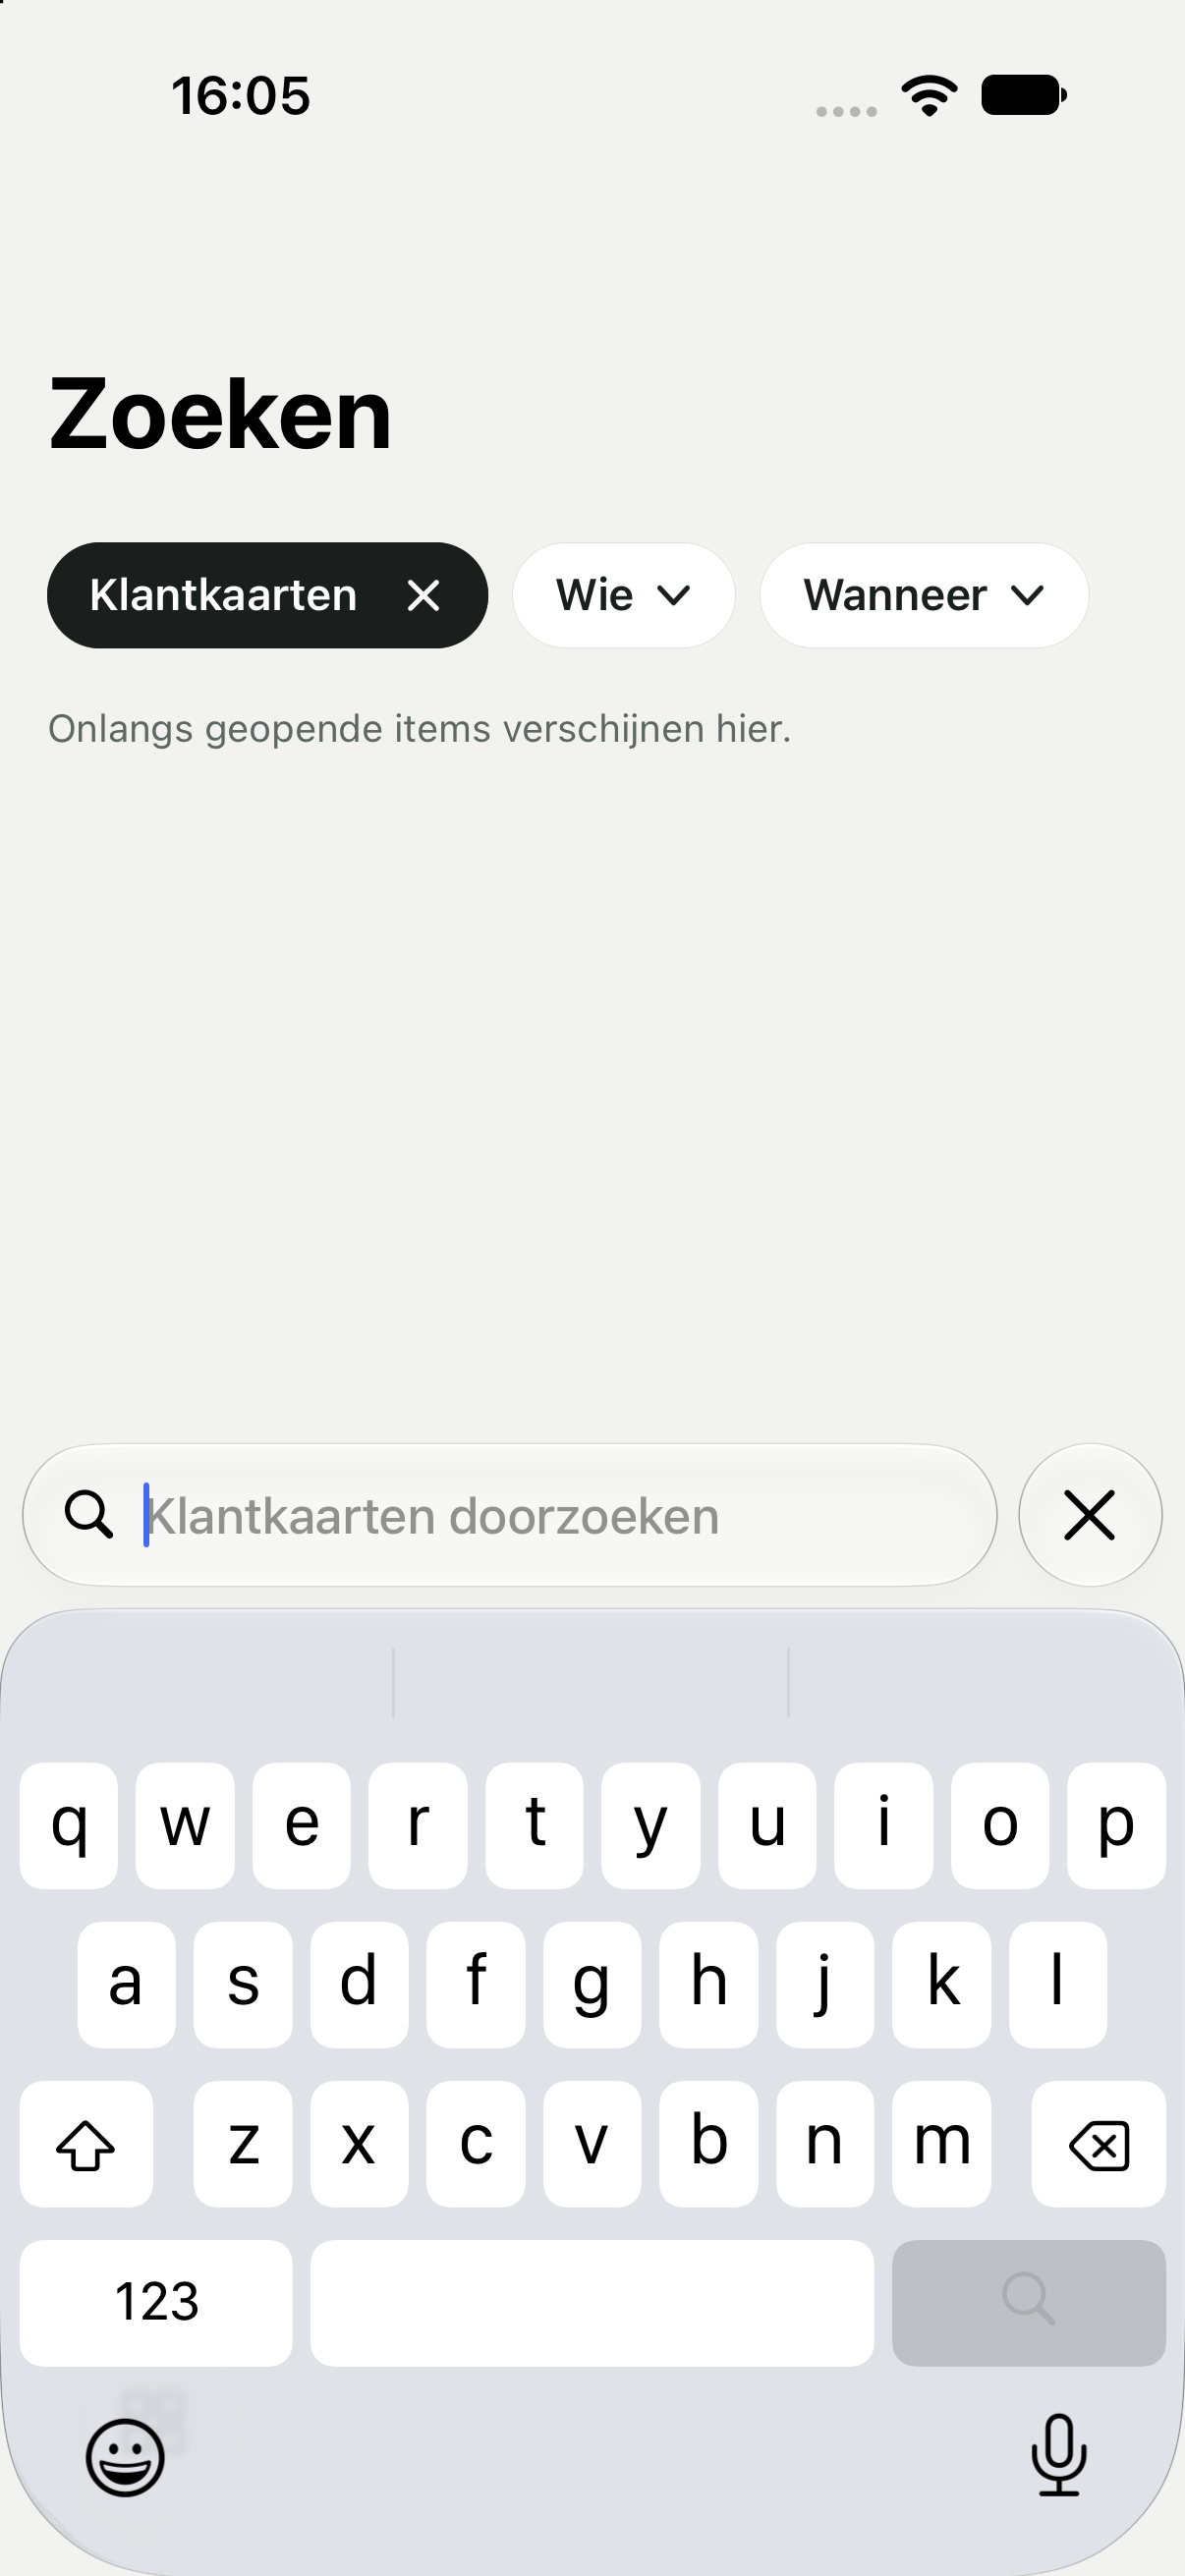 16:05
Zoeken
Klantkaarten
Wie
Wanneer
Onlangs geopende items verschijnen hier.
Klantkaarten doorzoeken
q w e r t y u i o p
a s d f g h j k l
z x c v b n m
123